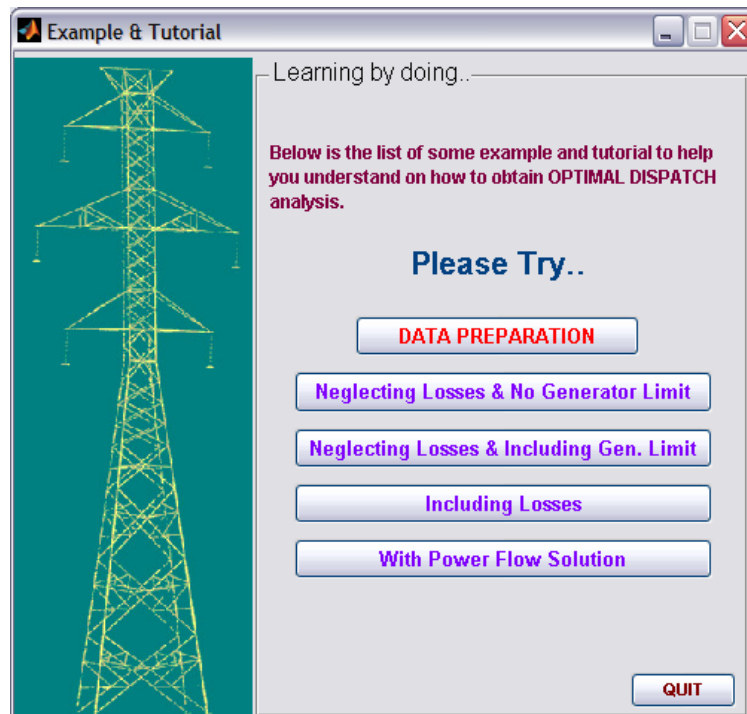 Example & Tutorial
Learning by doing..
Below is the list of some example and tutorial to help
you understand on how to obtain OPTIMAL DISPATCH
analysis.
Please Try..
DATA PREPARATION
Neglecting Losses & No Generator Limit
Neglecting Losses & Including Gen. Limit
Including Losses
With Power Flow Solution
QUIT